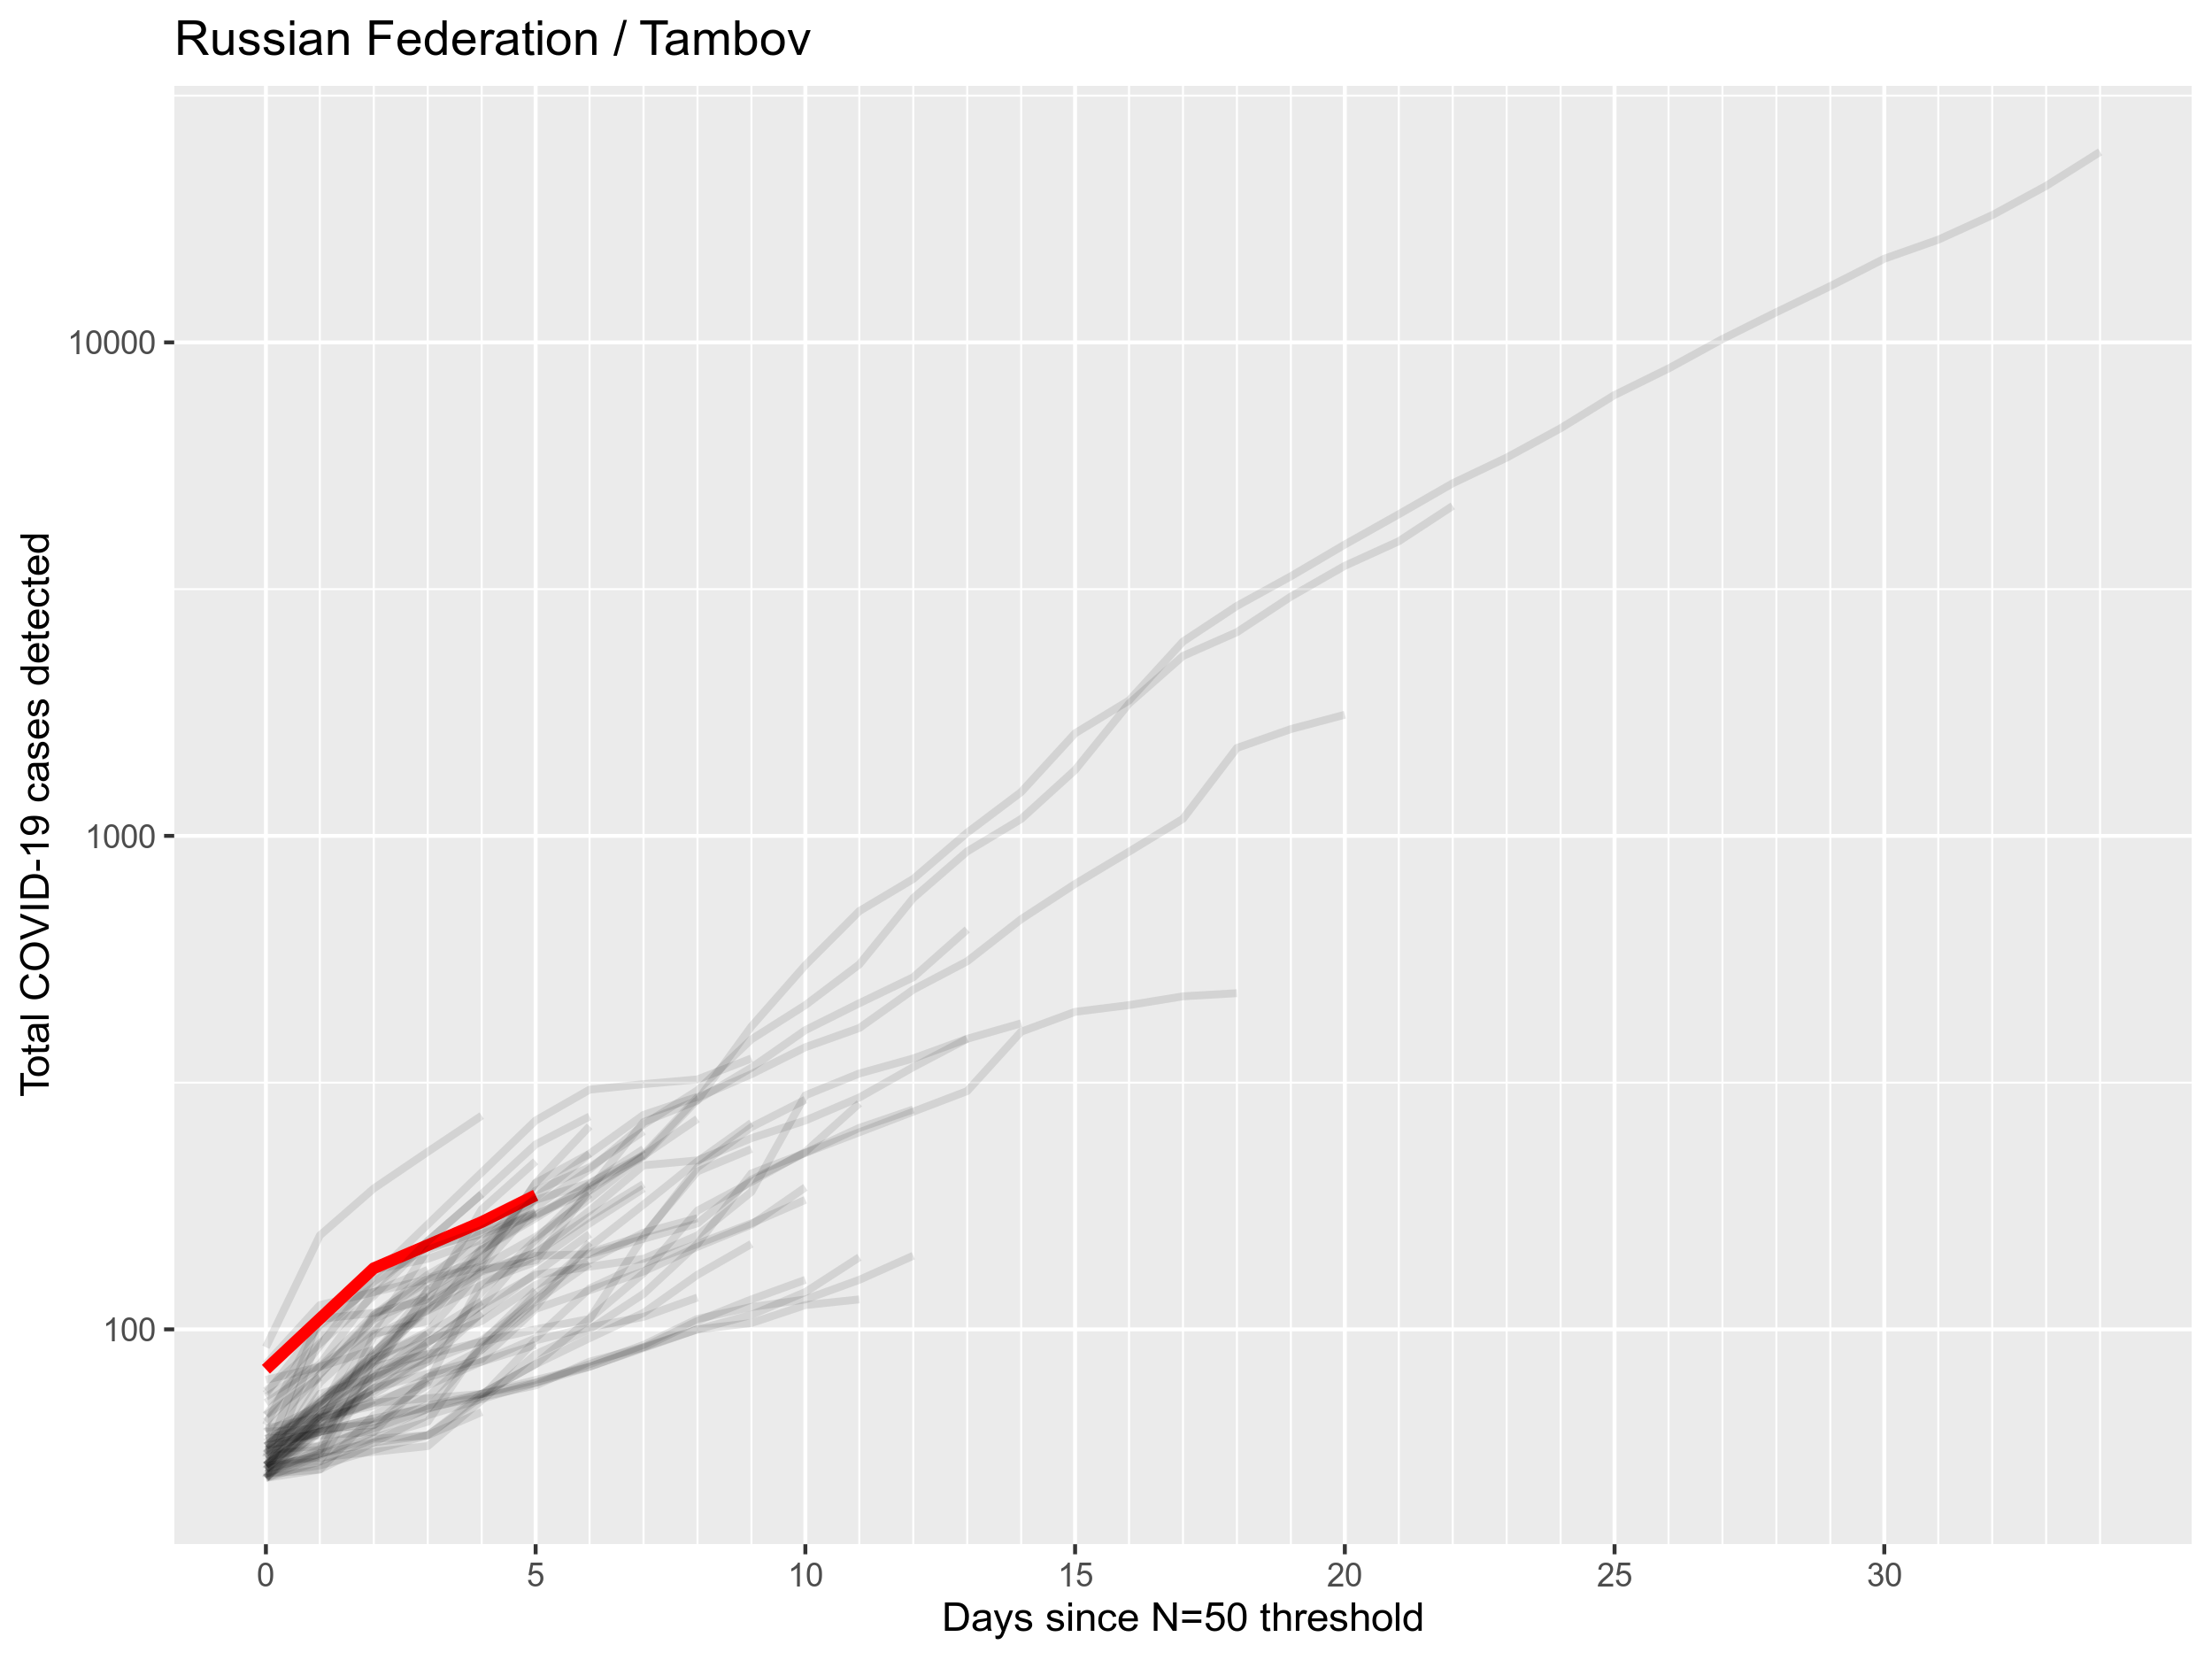 Russian Federation / Tambov
Total COVID-19 cases detected
10000
1000
100
0 5 10 15 20 25 30
Days since N=50 threshold